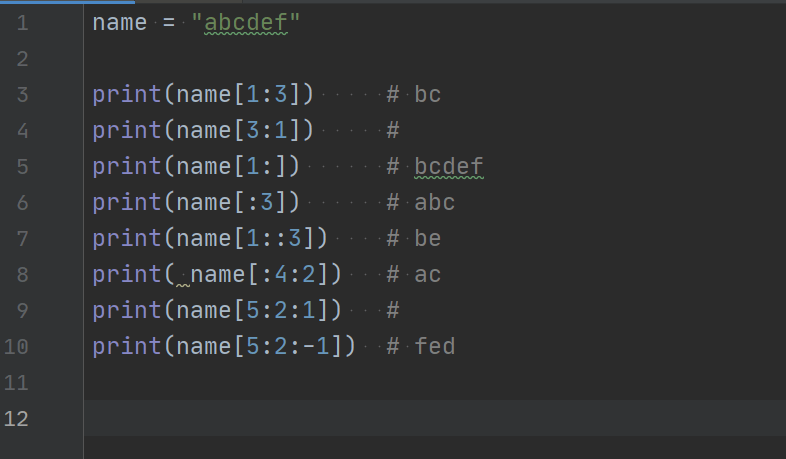 1 name = "abcdef"
2
3 print(name[1:3])     # bc
4 print(name[3:1])     #
5 print(name[1:])      # bcdef
6 print(name[:3])      # abc
7 print(name[1::3])    # be
8 print( name[:4:2])   # ac
9 print(name[5:2:1])   #
10 print(name[5:2:-1])  # fed
11
12